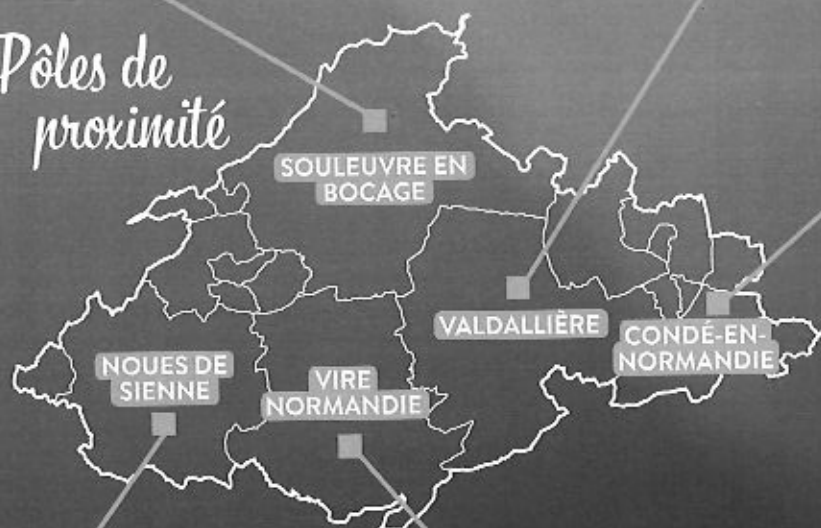 Pôles de
proximité
SOULEUVRE EN
BOCAGE
VALDALLIÈRE
CONDÉ-EN-
NORMANDIE
NOUES DE
SIENNE
VIRE
NORMANDIE